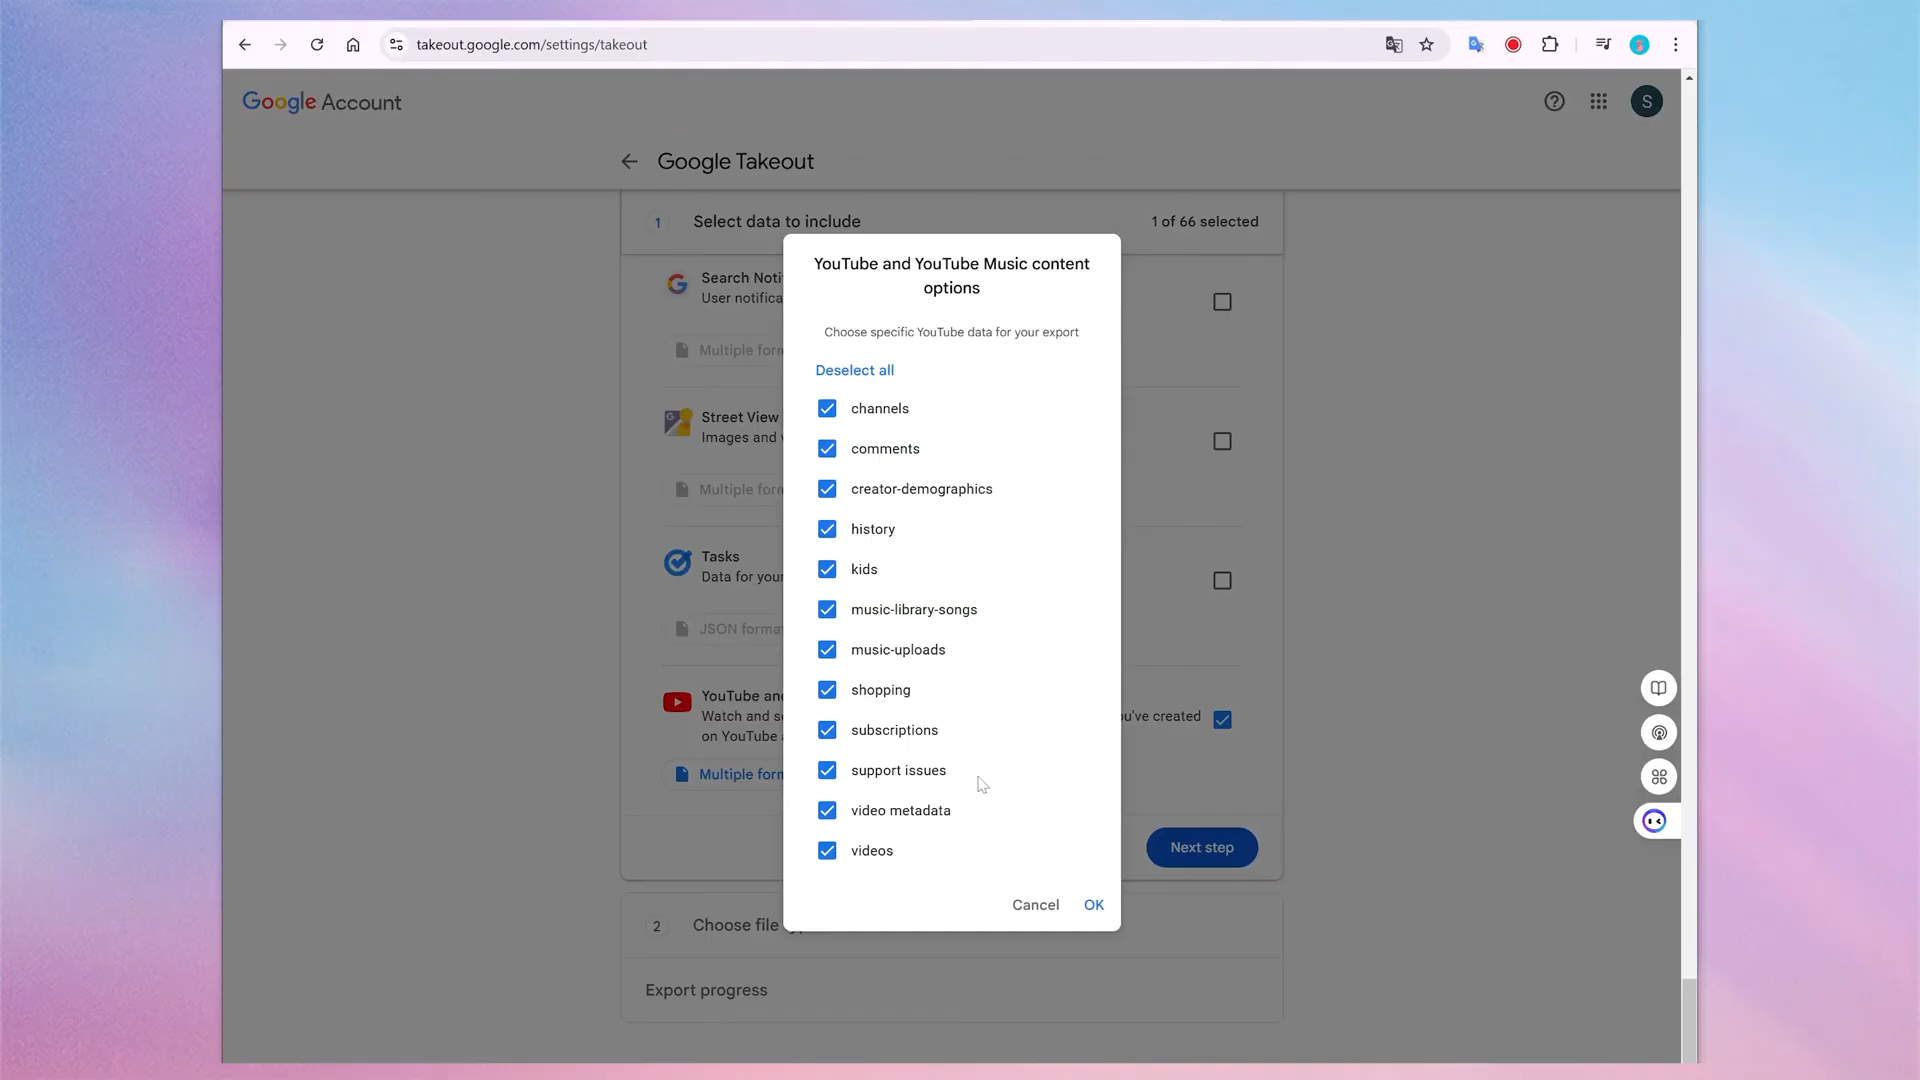 takeout.google.com/settings/takeout
Google Account
S
Google Takeout
1 Select data to include 1 of 66 selected
Search Noti
User notifica
Multiple form
Street View
Images and
Multiple form
Tasks
Data for your
JSON forma
YouTube and
Watch and se
u've created
on YouTube
Multiple form
Next step
2 Choose file
Export progress
YouTube and YouTube Music content
options
Choose specific YouTube data for your export
Deselect all
channels
comments
creator-demographics
history
kids
music-library-songs
music-uploads
shopping
subscriptions
support issues
video metadata
videos
Cancel OK